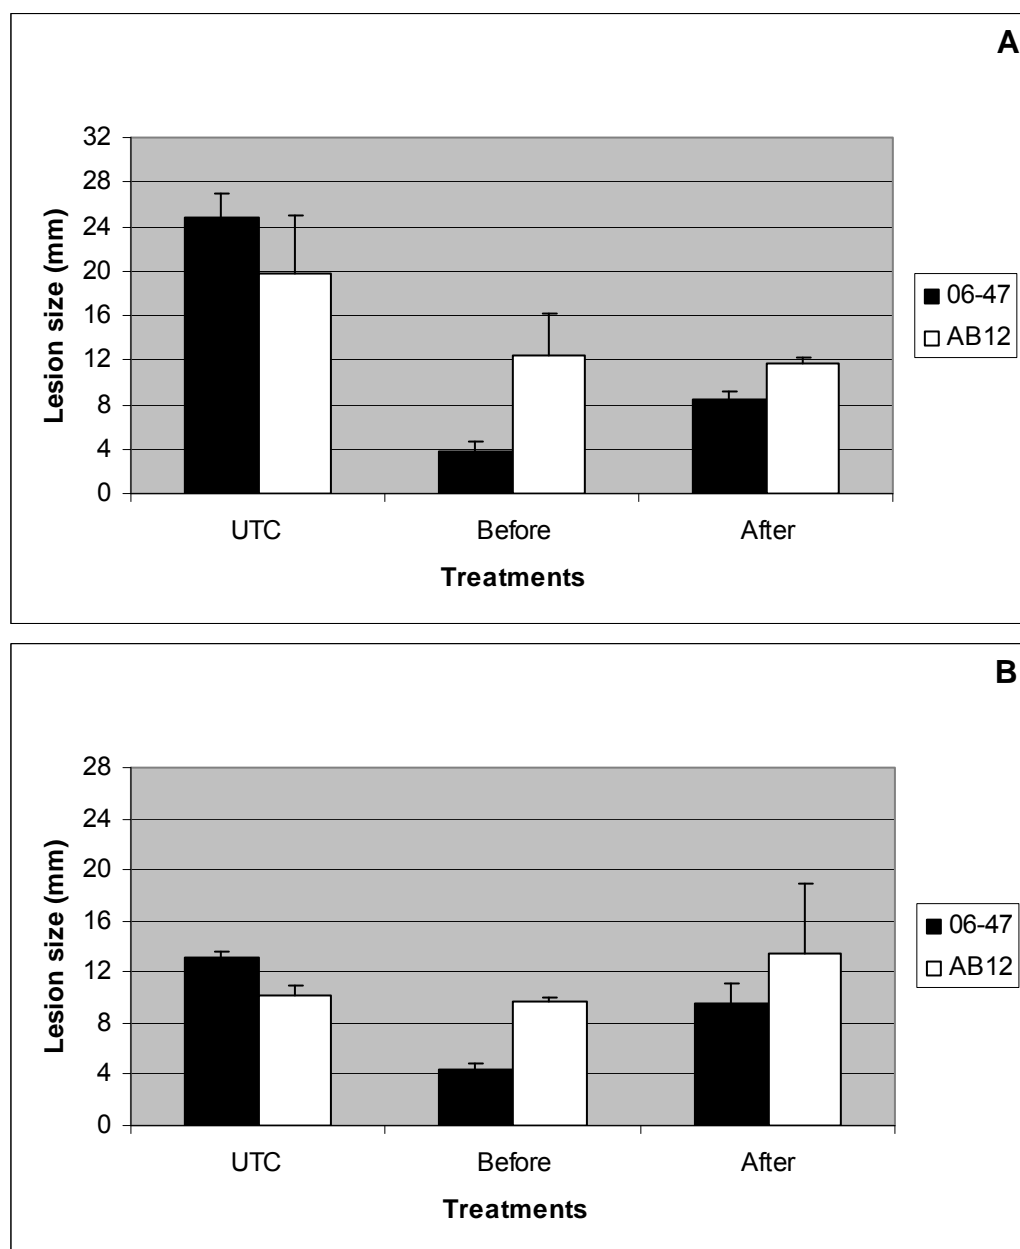 A
32
28
24
20
16
12
8
4
0
Lesion size (mm)
UTC Before After
Treatments
06-47
AB12
B
28
24
20
16
12
8
4
0
Lesion size (mm)
UTC Before After
Treatments
06-47
AB12